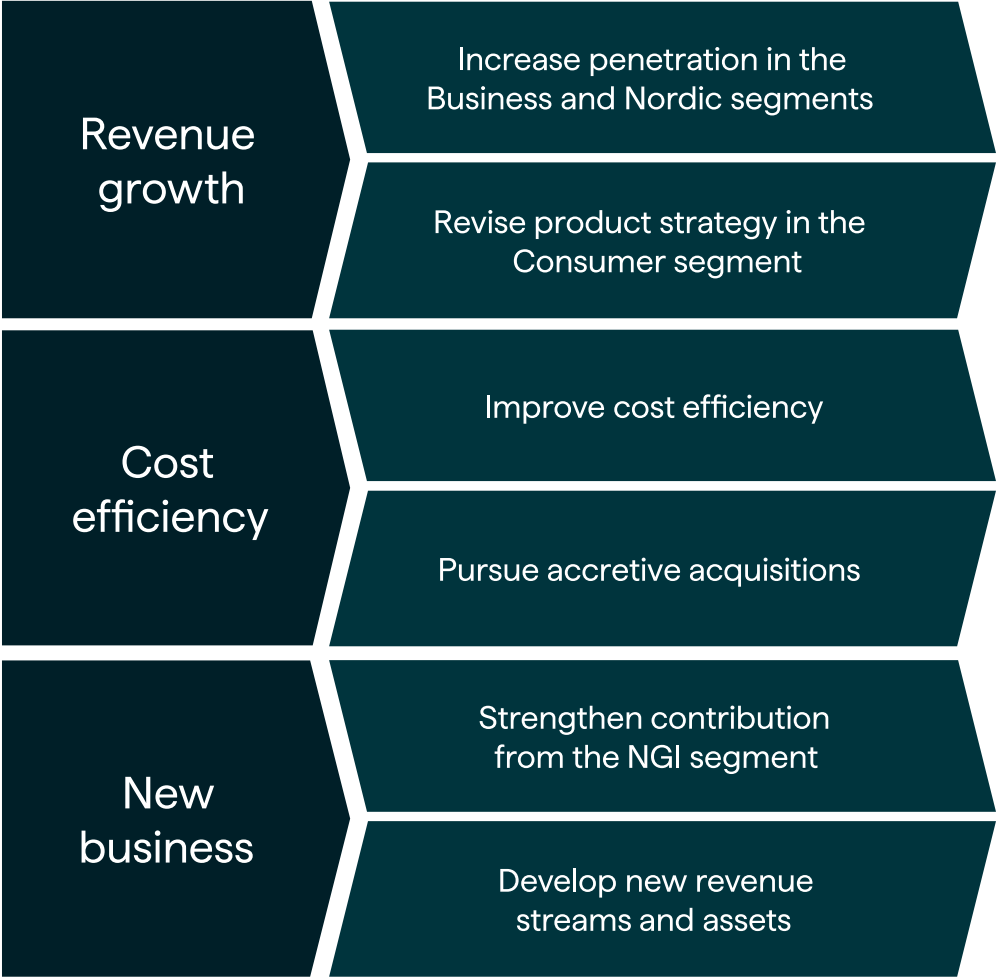 Revenue
growth
Increase penetration in the
Business and Nordic segments
Revise product strategy in the
Consumer segment
Cost
efficiency
Improve cost efficiency
Pursue accretive acquisitions
New
business
Strengthen contribution
from the NGI segment
Develop new revenue
streams and assets